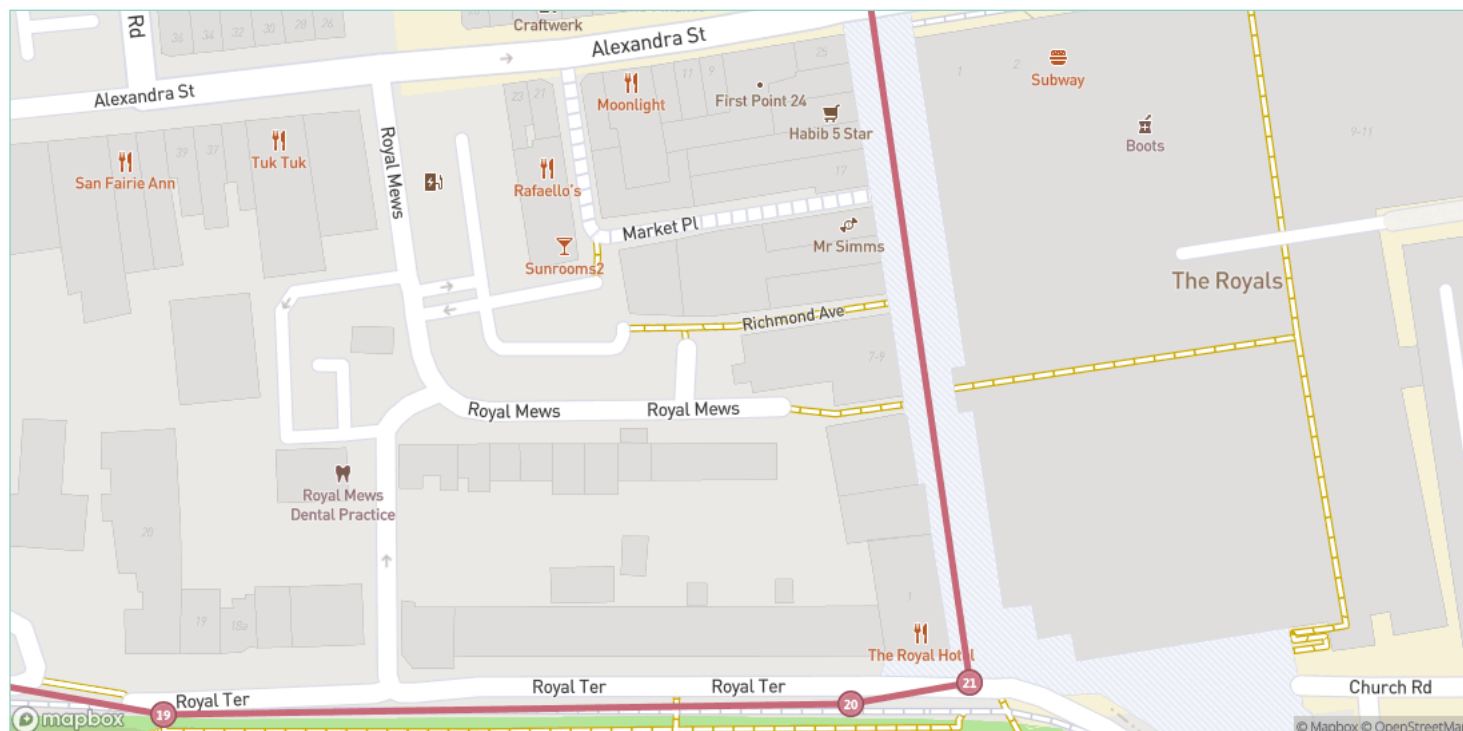 Craftwerk
Rd
36
34
32
30
28
26
Alexandra St
25
Alexandra St
11
9
23
21
Moonlight
First Point 24
Habib 5 Star
1
2
Subway
Boots
9-11
39
37
San Fairie Ann
Tuk Tuk
Royal Mews
Rafaello's
17
Market Pl
Mr Simms
Sunrooms2
The Royals
Richmond Ave
7-9
Royal Mews
Royal Mews
Royal Mews
Dental Practice
20
19
18a
1
The Royal Hotel
Royal Ter
Royal Ter
Royal Ter
19
20
21
Church Rd
mapbox
© Mapbox © OpenStreetMap